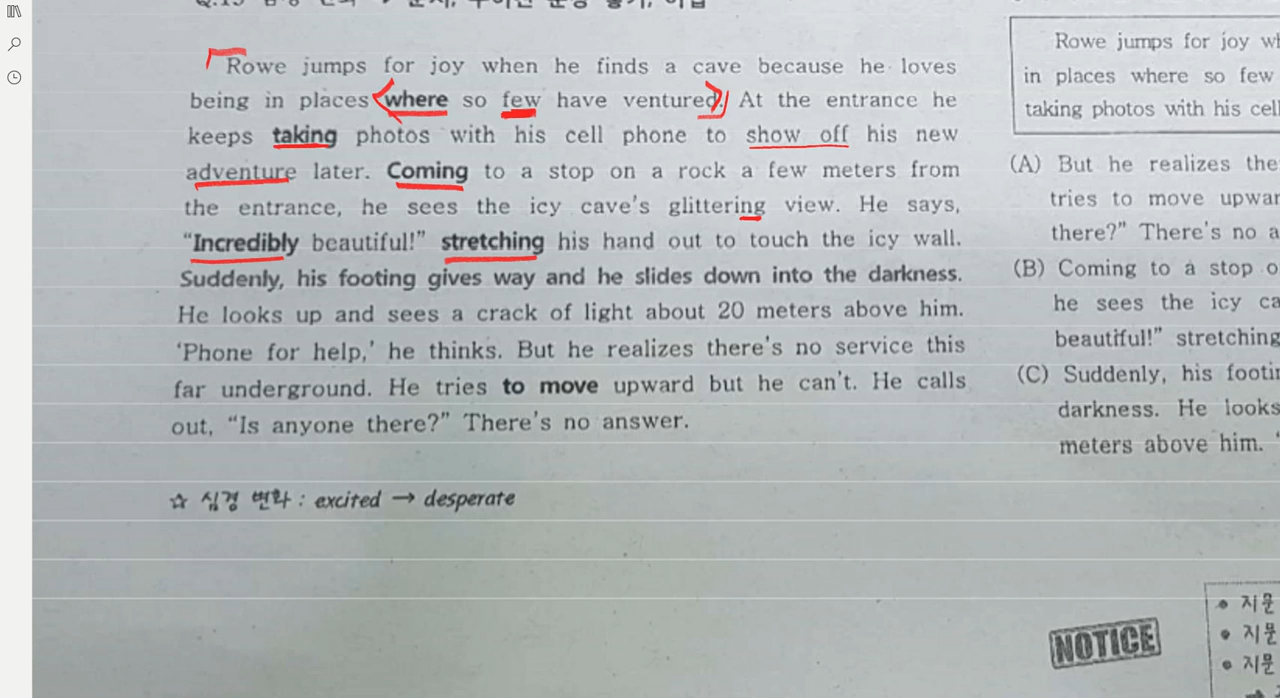 Rowe jumps for joy when he finds a cave because he loves
being in places where so few have ventured. At the entrance he
keeps taking photos with his cell phone to show off his new
adventure later. Coming to a stop on a rock a few meters from
the entrance, he sees the icy cave's glittering view. He says,
“Incredibly beautiful!” stretching his hand out to touch the icy wall.
Suddenly, his footing gives way and he slides down into the darkness.
He looks up and sees a crack of light about 20 meters above him.
‘Phone for help,’ he thinks. But he realizes there's no service this
far underground. He tries to move upward but he can't. He calls
out, “Is anyone there?” There's no answer.
☆ 심경 변화 : excited → desperate
Rowe jumps for joy
in places where so few
taking photos with his cell
(A) But he realizes the
tries to move
there?” There's no a
(B) Coming to a stop o
he sees the icy ca
beautiful!” stretching
(C) Suddenly, his
darkness. He looks
meters above him.
NOTICE
• 지문
• 지문
• 지문